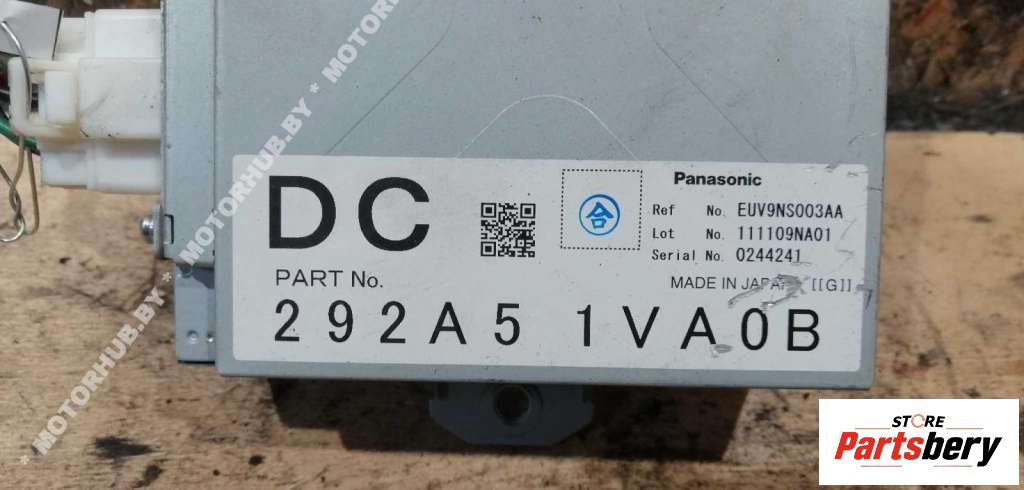 * MOTORHUB.BY * MOTORHUB.BY * MOTORHUB
DC
合
Panasonic
Ref No. EUV9NS003AA
Lot No. 111109NA01
Serial No. 0244241
MADE IN JAPAN [[G]]
PART No.
292A5 1VA0B
STORE
Partsbery